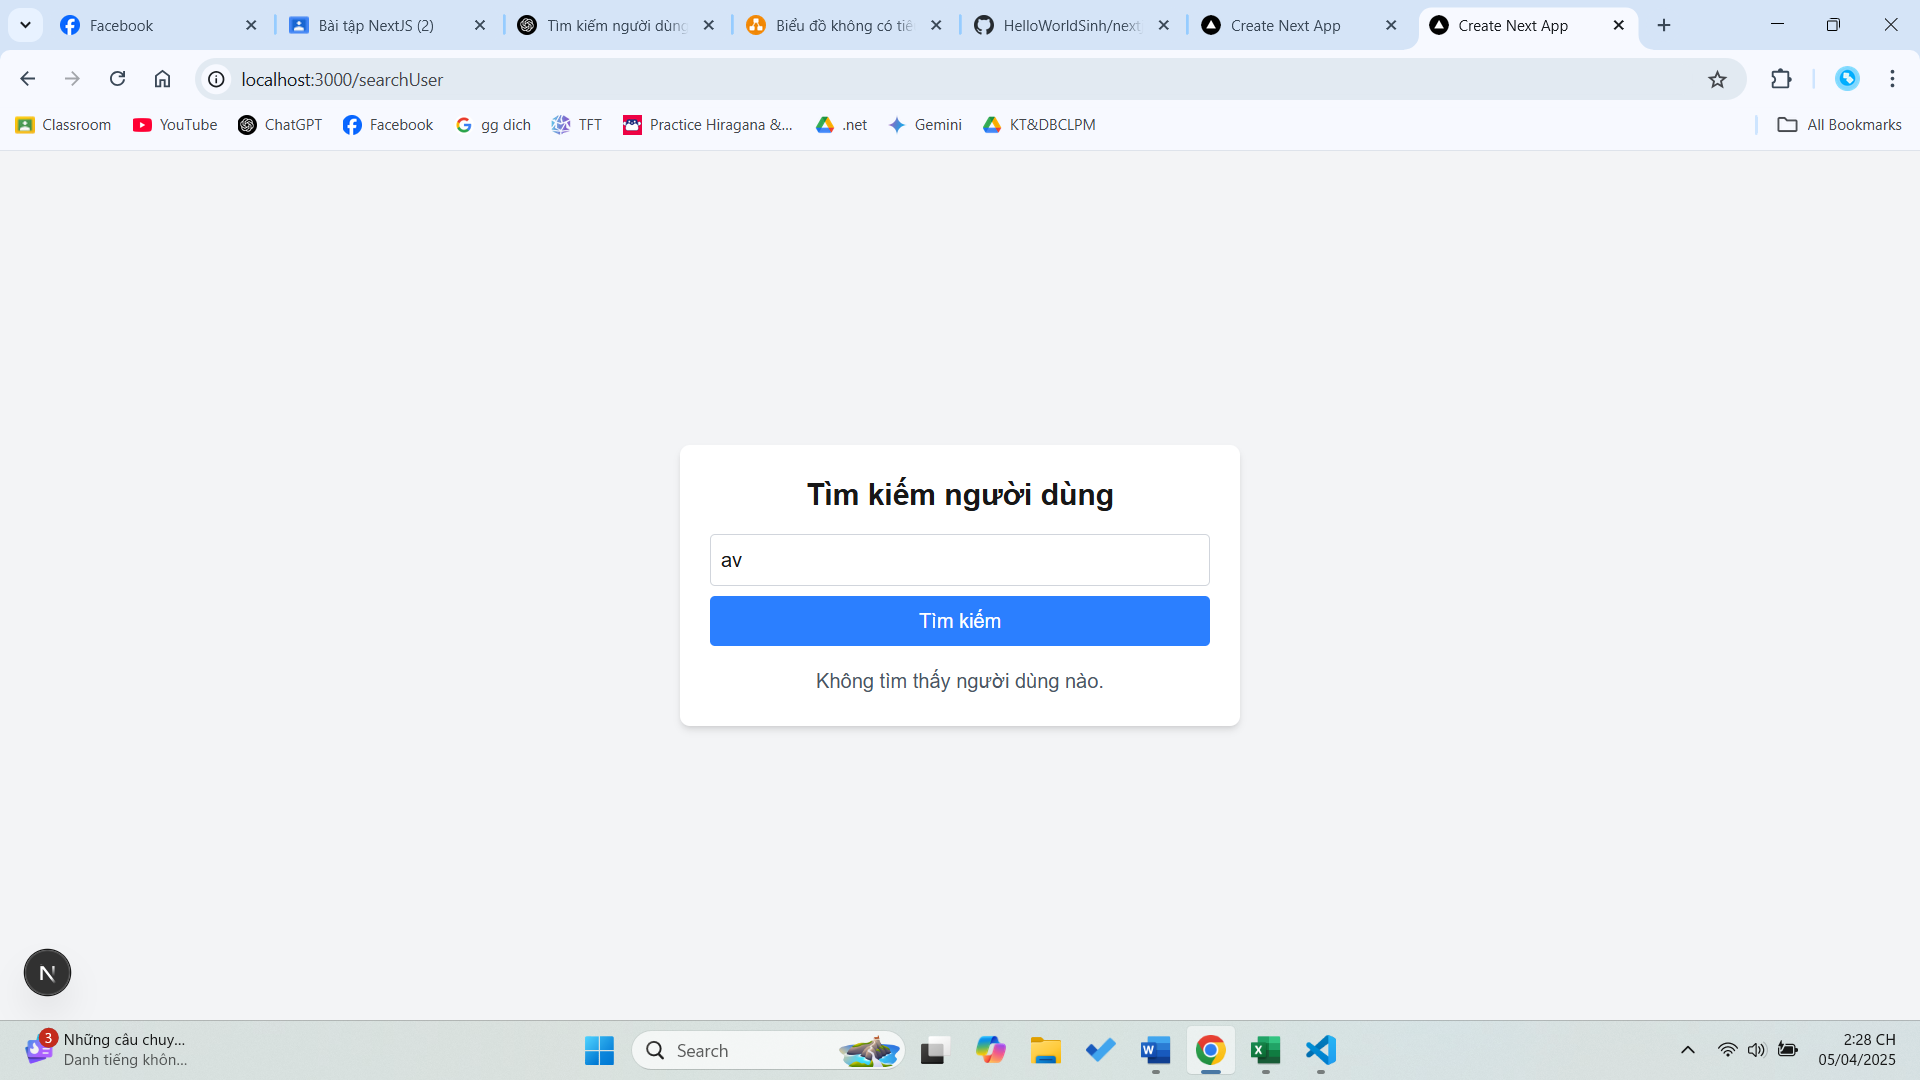 Facebook
Bài tập NextJS (2)
Tìm kiếm người dùng
Biểu đồ không có tiê
HelloWorldSinh/next
Create Next App
Create Next App
localhost:3000/searchUser
Classroom
YouTube
ChatGPT
Facebook
gg dich
TFT
Practice Hiragana &...
.net
Gemini
KT&DBCLPM
All Bookmarks
Tìm kiếm người dùng
av
Tìm kiếm
Không tìm thấy người dùng nào.
N
3
Những câu chuy...
Danh tiếng khôn...
Search
2:28 CH
05/04/2025